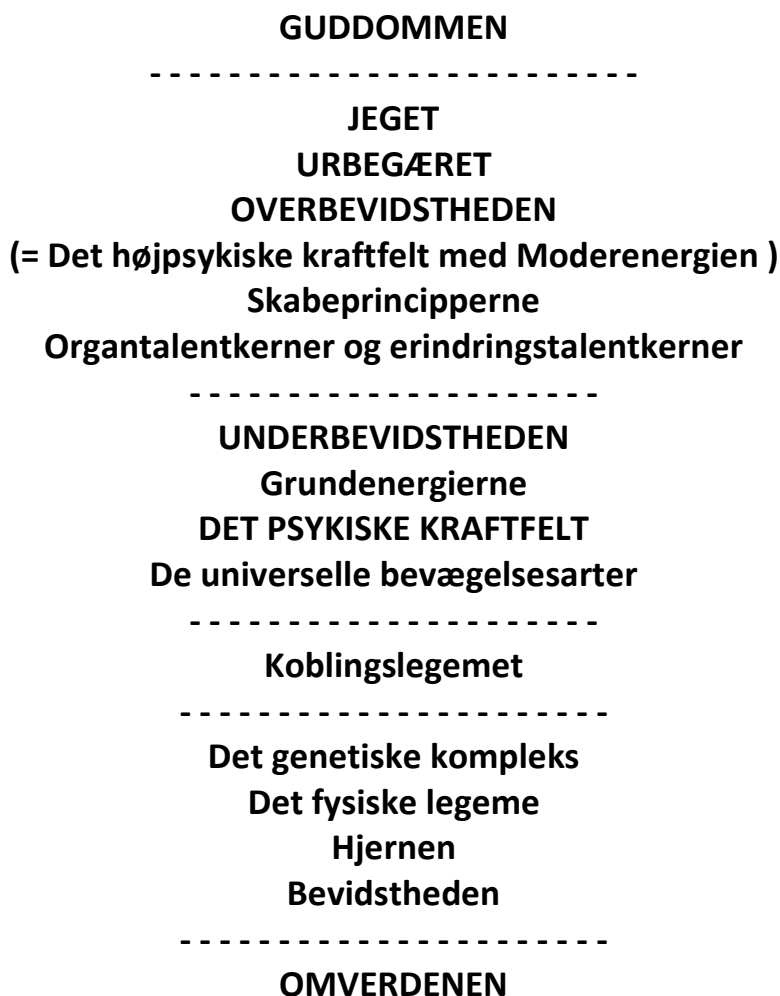 GUDDOMMEN
- - - - - - - - - - - - - - - - - - - - - - - - -
JEGET
URBEGÆRET
OVERBEVIDSTHEDEN
(= Det højpsykiske kraftfelt med Moderenergien )
Skabeprincipperne
Organtalentkerner og erindringstalentkerner
- - - - - - - - - - - - - - - - - - - - -
UNDERBEVIDSTHEDEN
Grundenergierne
DET PSYKISKE KRAFTFELT
De universelle bevægelsesarter
- - - - - - - - - - - - - - - - - - - - -
Koblingslegemet
- - - - - - - - - - - - - - - - - - - - - -
Det genetiske kompleks
Det fysiske legeme
Hjernen
Bevidstheden
- - - - - - - - - - - - - - - - - - - - - -
OMVERDENEN